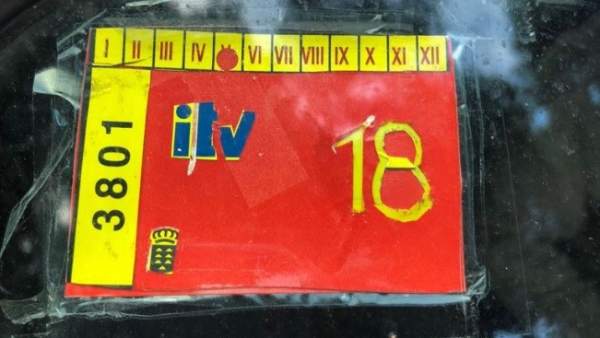 I II III IV V VI VII VIII IX X XI XII
3801
itv
18